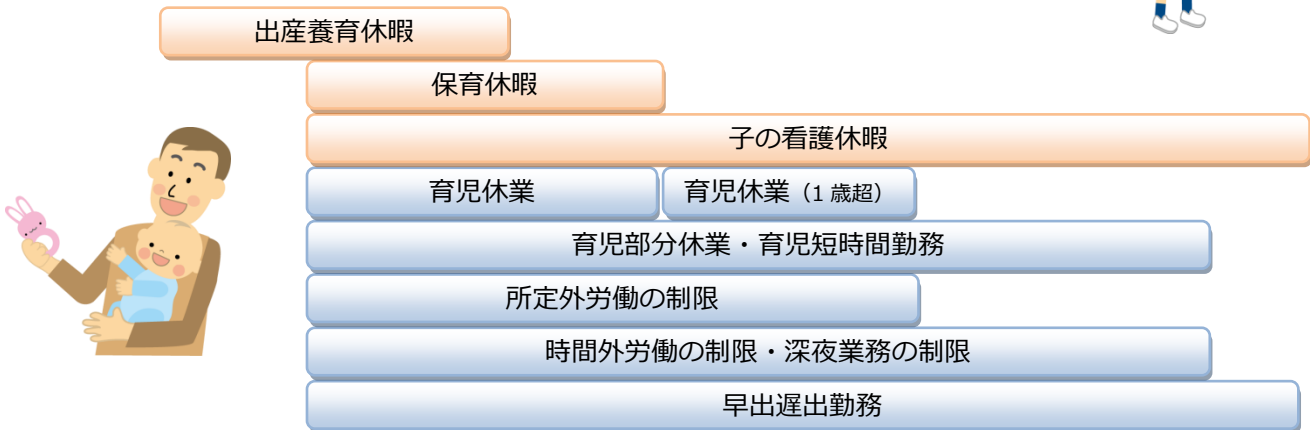 出産養育休暇
保育休暇
子の看護休暇
育児休業
育児休業（1 歳超）
育児部分休業・育児短時間勤務
所定外労働の制限
時間外労働の制限・深夜業務の制限
早出遅出勤務